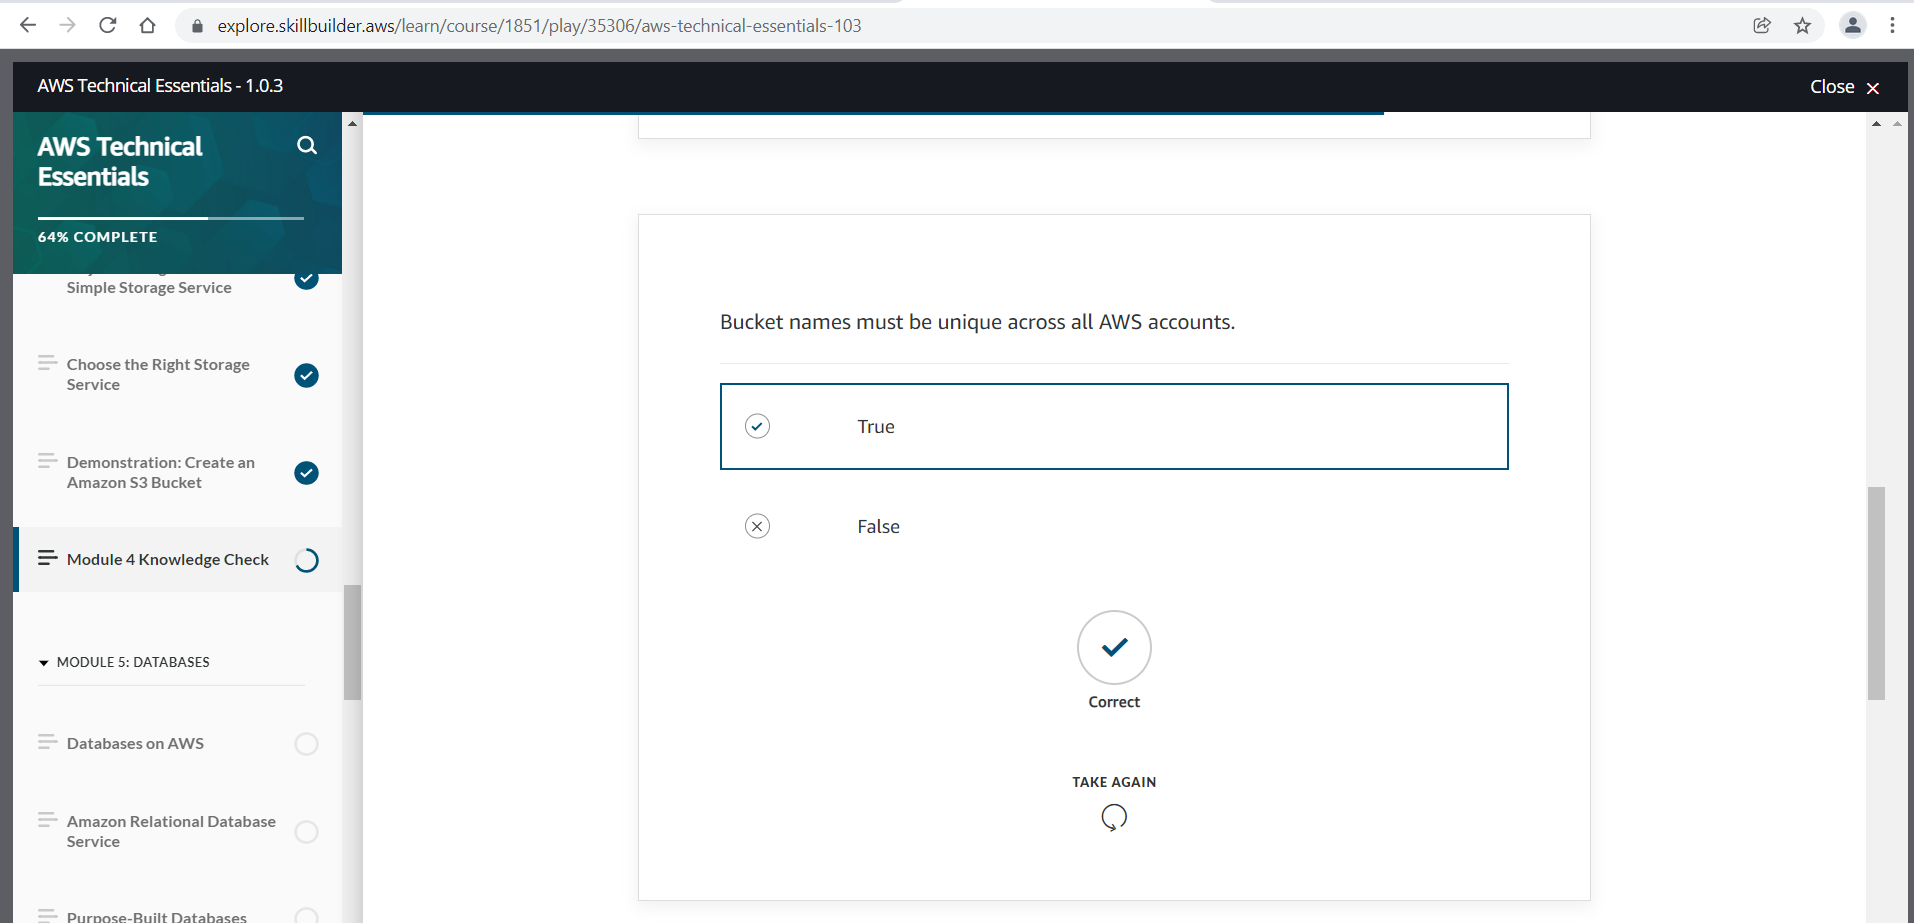 explore.skillbuilder.aws/learn/course/1851/play/35306/aws-technical-essentials-103
AWS Technical Essentials - 1.0.3
Close
AWS Technical
Essentials
64% COMPLETE
Simple Storage Service
Choose the Right Storage
Service
Demonstration: Create an
Amazon S3 Bucket
Module 4 Knowledge Check
MODULE 5: DATABASES
Databases on AWS
Amazon Relational Database
Service
Purpose-Built Databases
Bucket names must be unique across all AWS accounts.
True
False
Correct
TAKE AGAIN